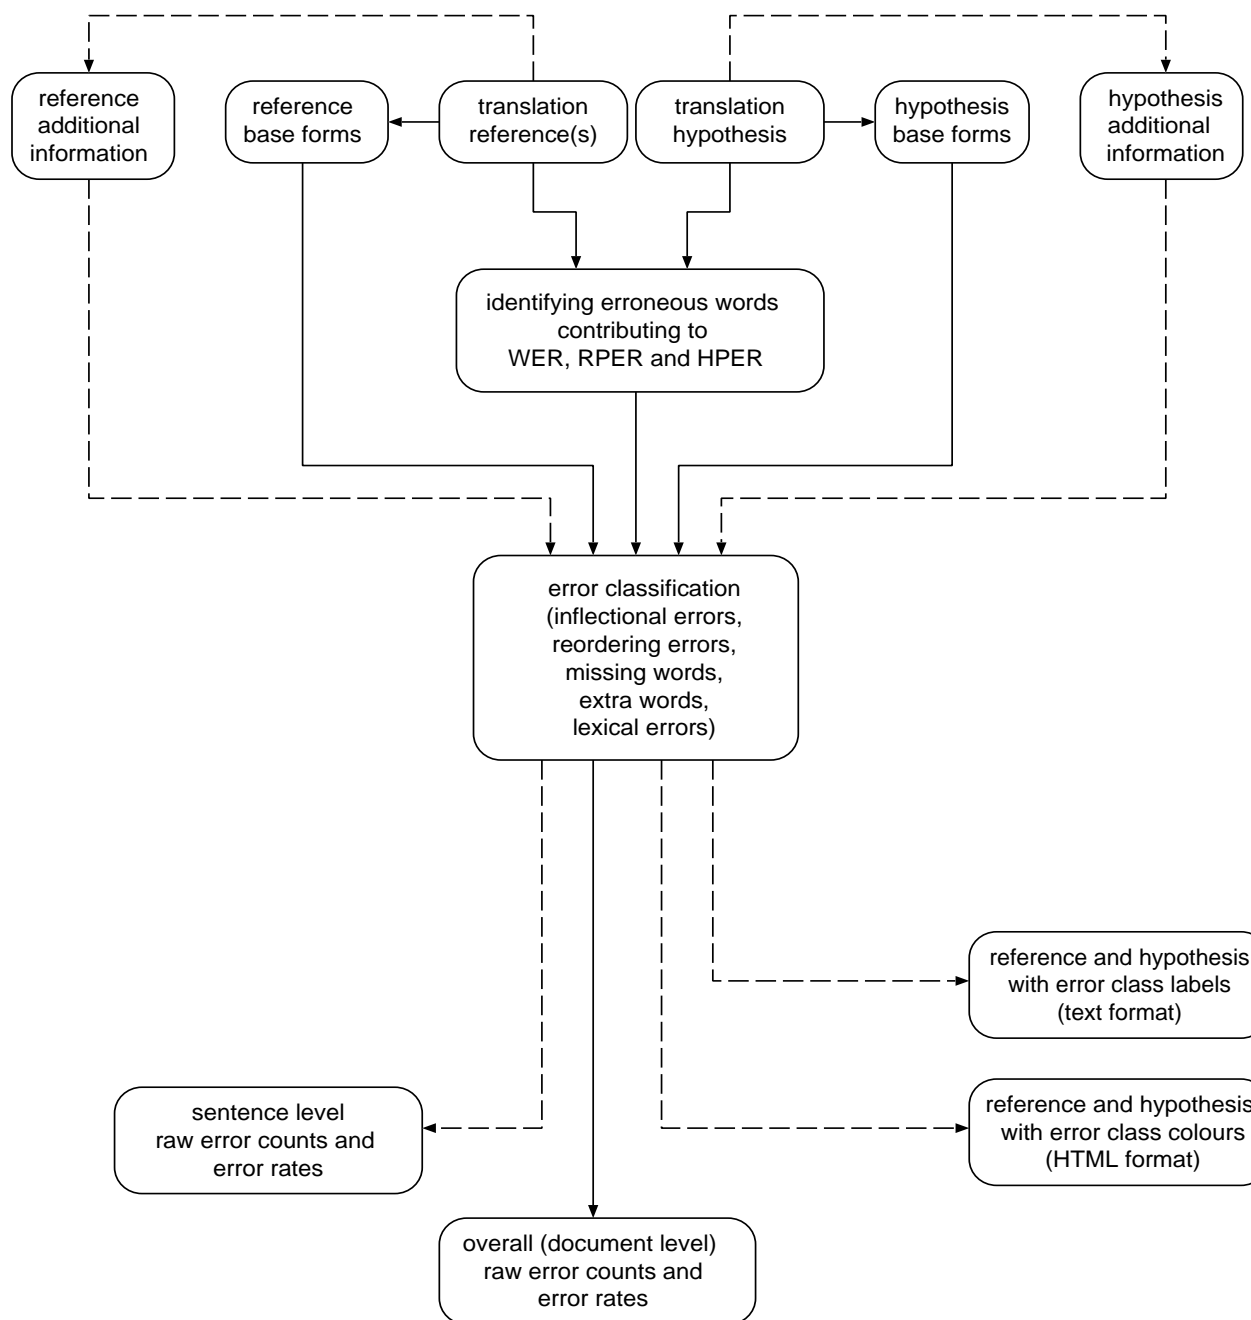 reference
additional
information
reference
base forms
translation
reference(s)
translation
hypothesis
hypothesis
base forms
hypothesis
additional
information
identifying erroneous words
contributing to
WER, RPER and HPER
error classification
(inflectional errors,
reordering errors,
missing words,
extra words,
lexical errors)
reference and hypothesis
with error class labels
(text format)
sentence level
raw error counts and
error rates
reference and hypothesis
with error class colours
(HTML format)
overall (document level)
raw error counts and
error rates